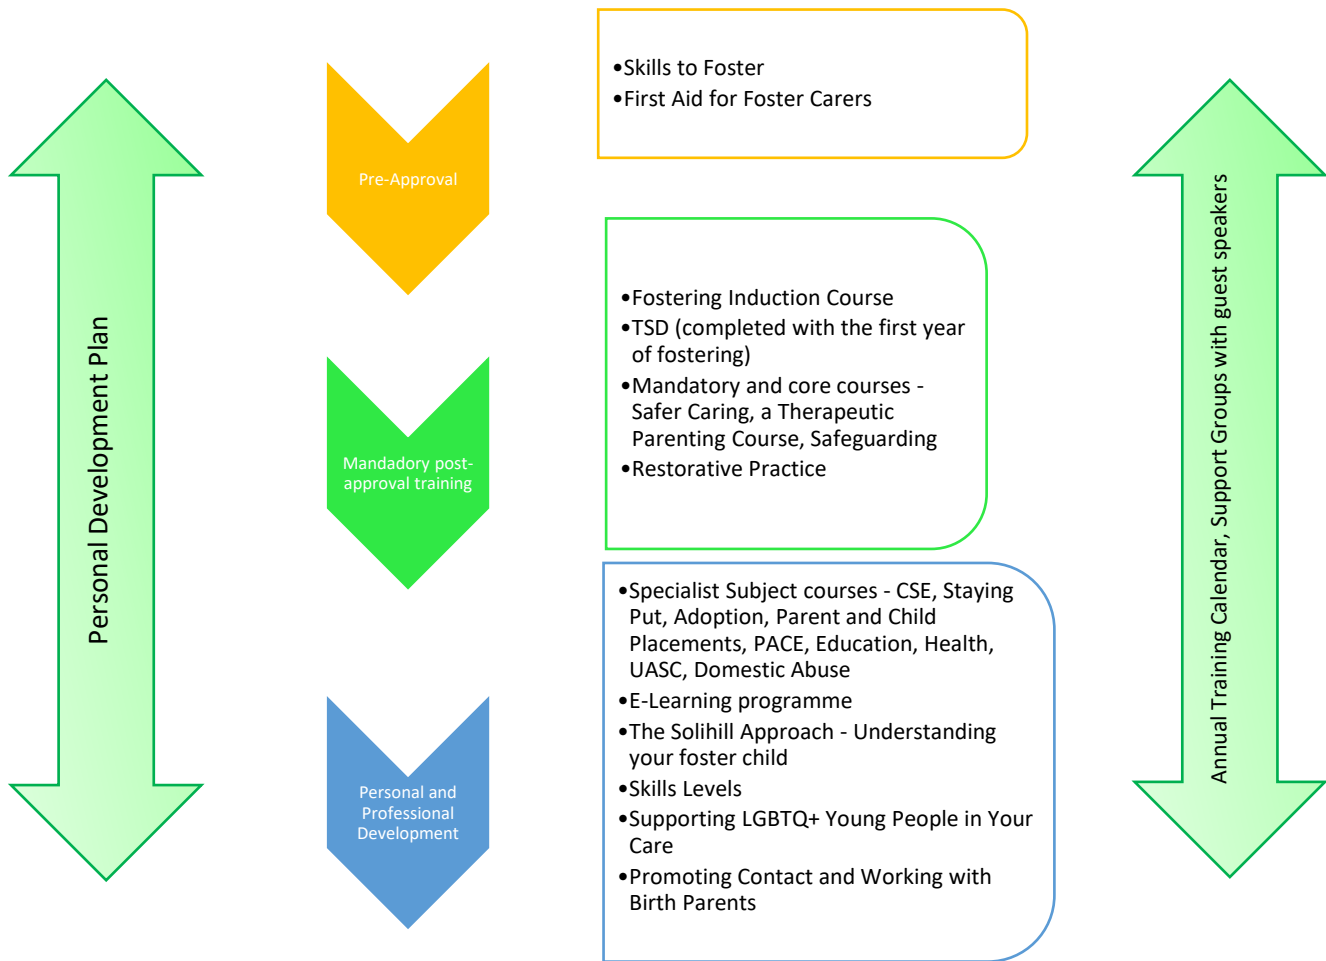 Personal Development Plan
Pre-Approval
•Skills to Foster
•First Aid for Foster Carers
Mandadory post-
approval training
•Fostering Induction Course
•TSD (completed with the first year
of fostering)
•Mandatory and core courses -
Safer Caring, a Therapeutic
Parenting Course, Safeguarding
•Restorative Practice
Personal and
Professional
Development
•Specialist Subject courses - CSE, Staying
Put, Adoption, Parent and Child
Placements, PACE, Education, Health,
UASC, Domestic Abuse
•E-Learning programme
•The Solihill Approach - Understanding
your foster child
•Skills Levels
•Supporting LGBTQ+ Young People in Your
Care
•Promoting Contact and Working with
Birth Parents
Annual Training Calendar, Support Groups with guest speakers